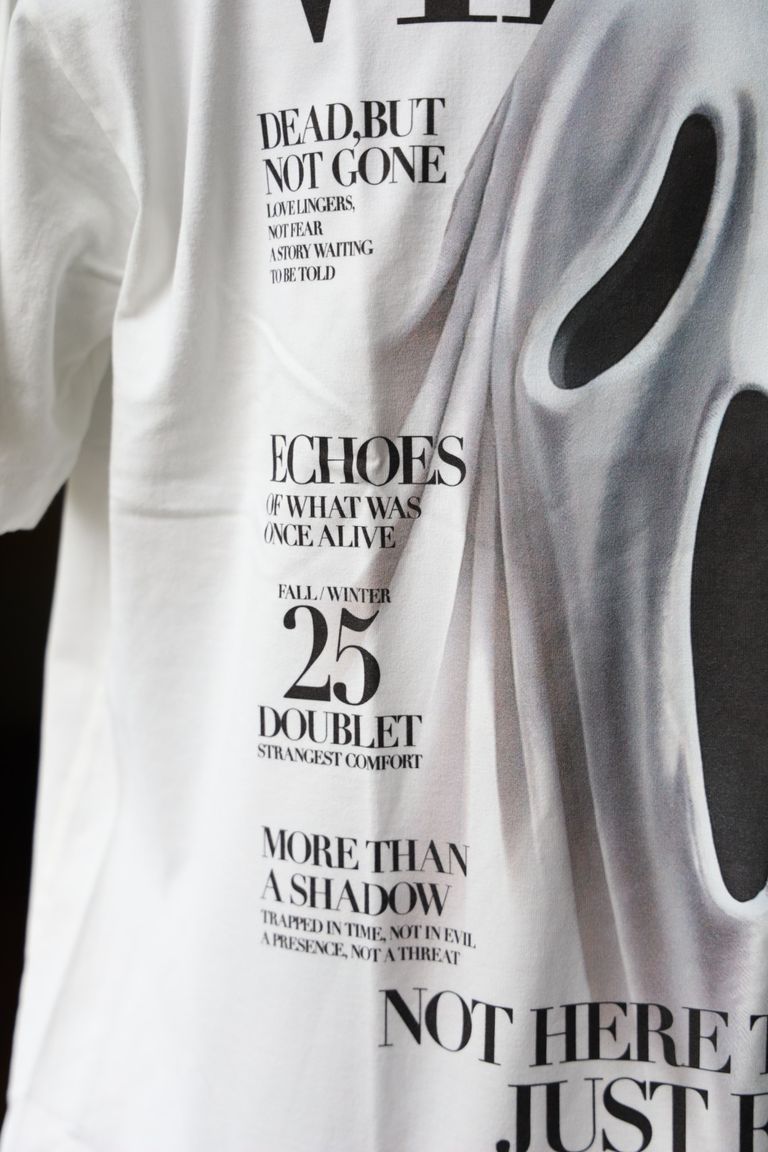 DEAD, BUT
NOT GONE
LOVE LINGERS,
NOT FEAR
A STORY WAITING
TO BE TOLD
ECHOES
OF WHAT WAS
ONCE ALIVE
FALL/WINTER
25
DOUBLET
STRANGEST COMFORT
MORE THAN
A SHADOW
TRAPPED IN TIME, NOT IN EVIL
A PRESENCE, NOT A THREAT
NOT HERE
JUST